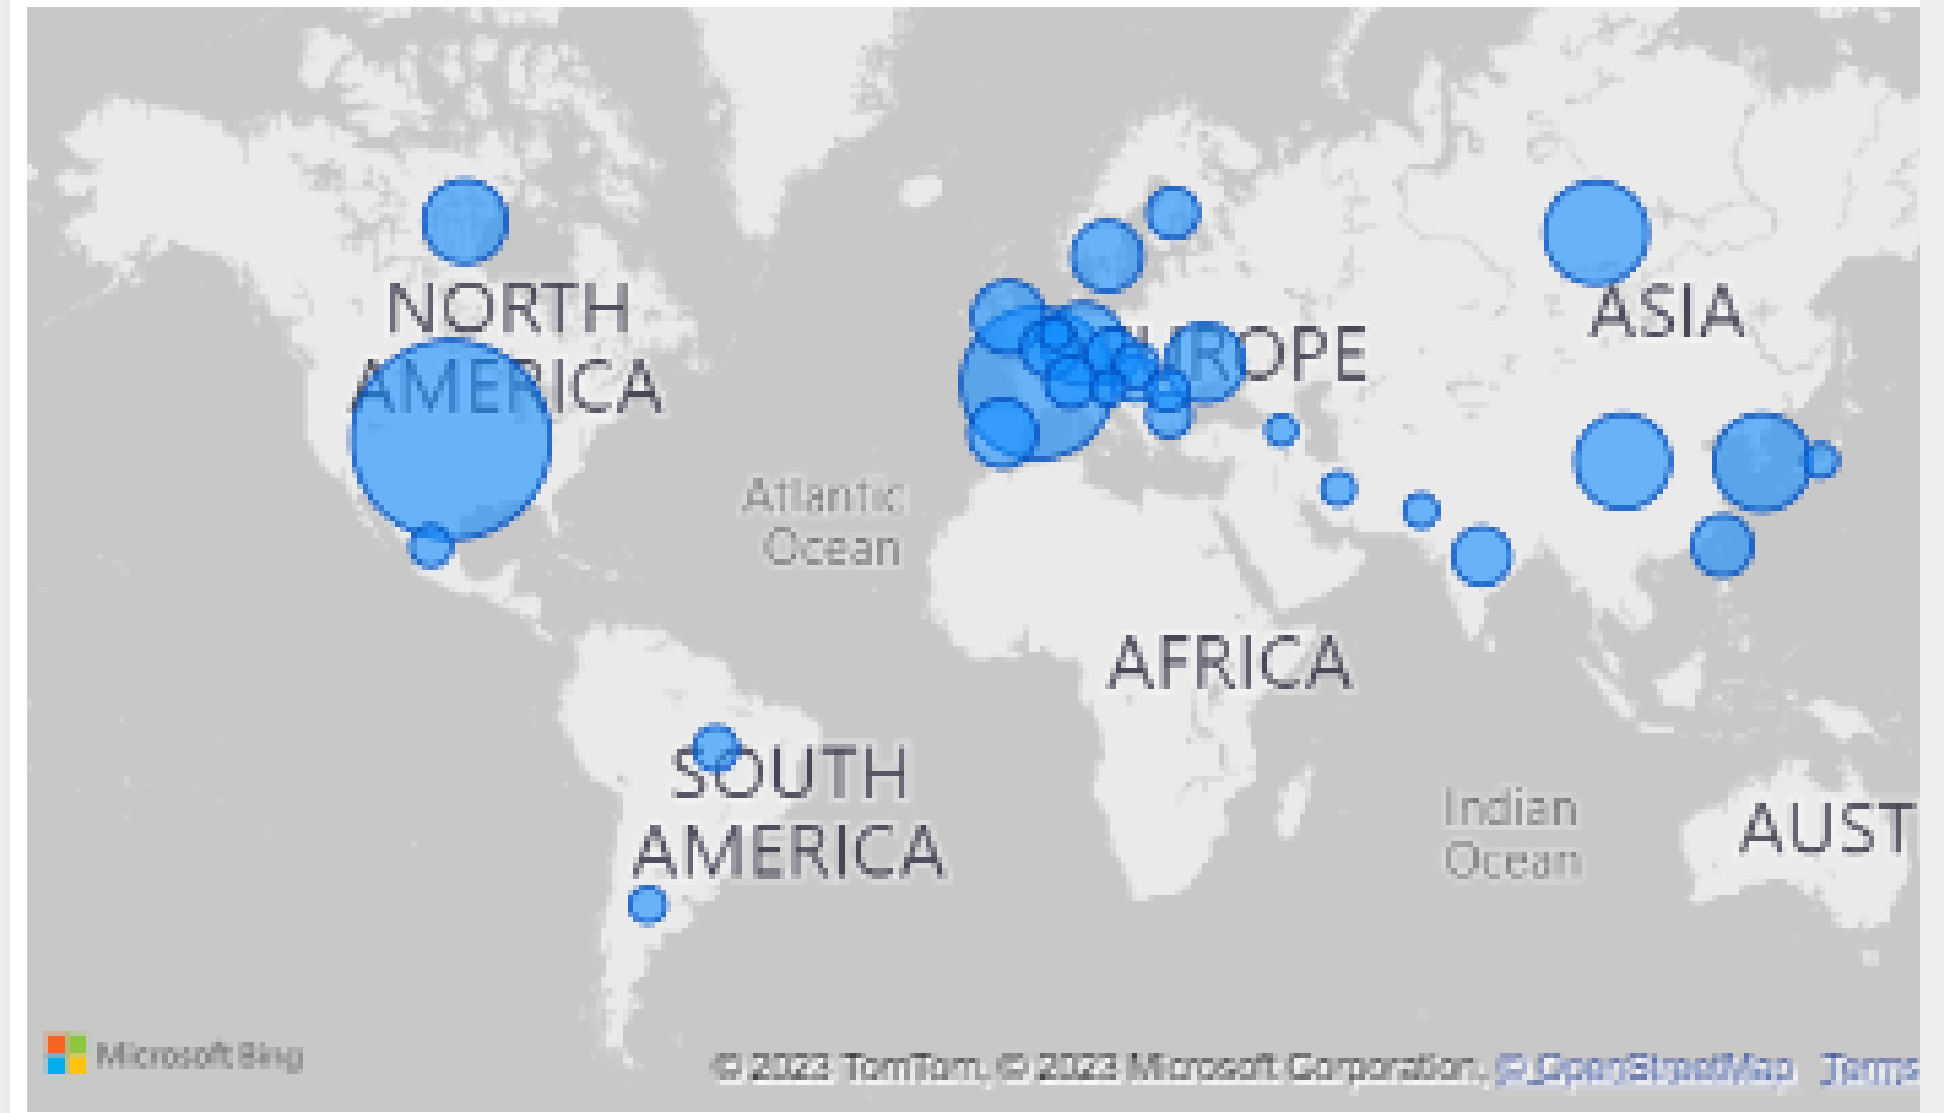 NORTH
AMERICA
EUROPE
ASIA
Atlantic
Ocean
AFRICA
SOUTH
AMERICA
Indian
Ocean
AUST
Microsoft Bing
© 2023 TomTom, © 2023 Microsoft Corporation, © OpenStreetMap Terms